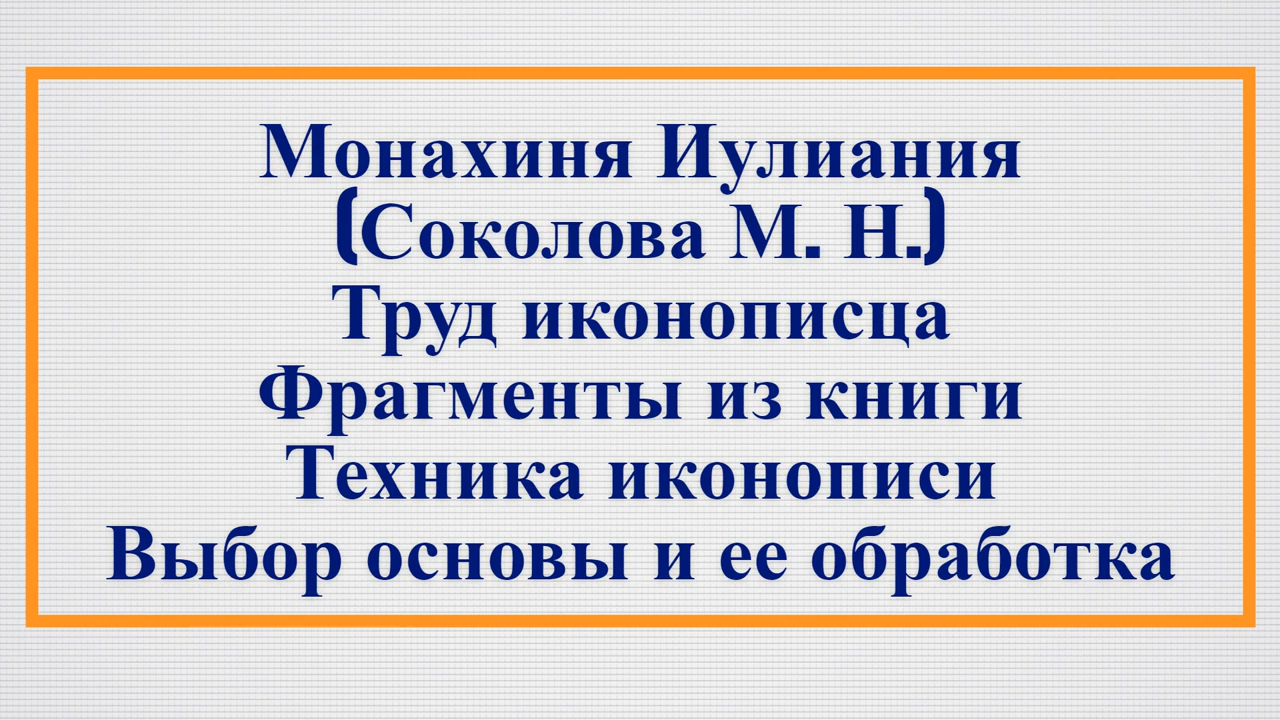 Монахиня Иулиания
(Соколова М. Н.)
Труд иконописца
Фрагменты из книги
Техника иконописи
Выбор основы и ее обработка